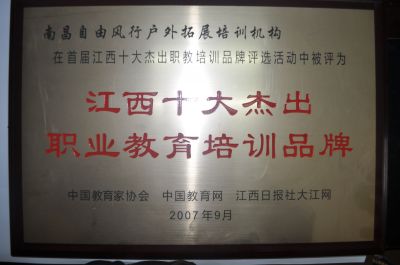 南昌自由风行户外拓展培训机构
在首届江西十大杰出职教培训品牌评选活动中被评为
江西十大杰出
职业教育培训品牌
中国教育家协会 中国教育网 江西日报社大江网
2007年9月